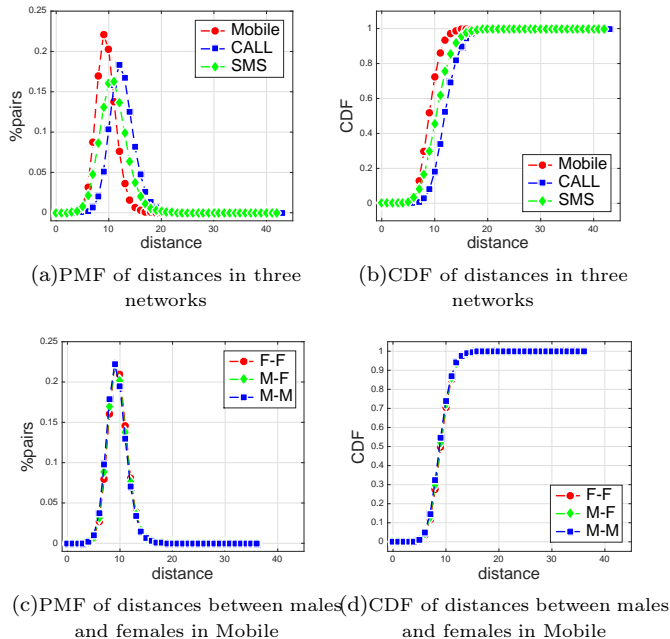 0.25
0.2
0.15
0.1
0.05
0
%pairs
Mobile
CALL
SMS
0 20 40
distance
(a)PMF of distances in three
networks
1
0.8
0.6
0.4
0.2
0
CDF
Mobile
CALL
SMS
0 20 40
distance
(b)CDF of distances in three
networks
0.25
0.2
0.15
0.1
0.05
0
%pairs
F-F
M-F
M-M
0 10 20 30 40
distance
(c)PMF of distances between males
and females in Mobile
1
0.9
0.8
0.7
0.6
0.5
0.4
0.3
0.2
0.1
0
CDF
F-F
M-F
M-M
0 10 20 30 40
distance
(d)CDF of distances between males
and females in Mobile